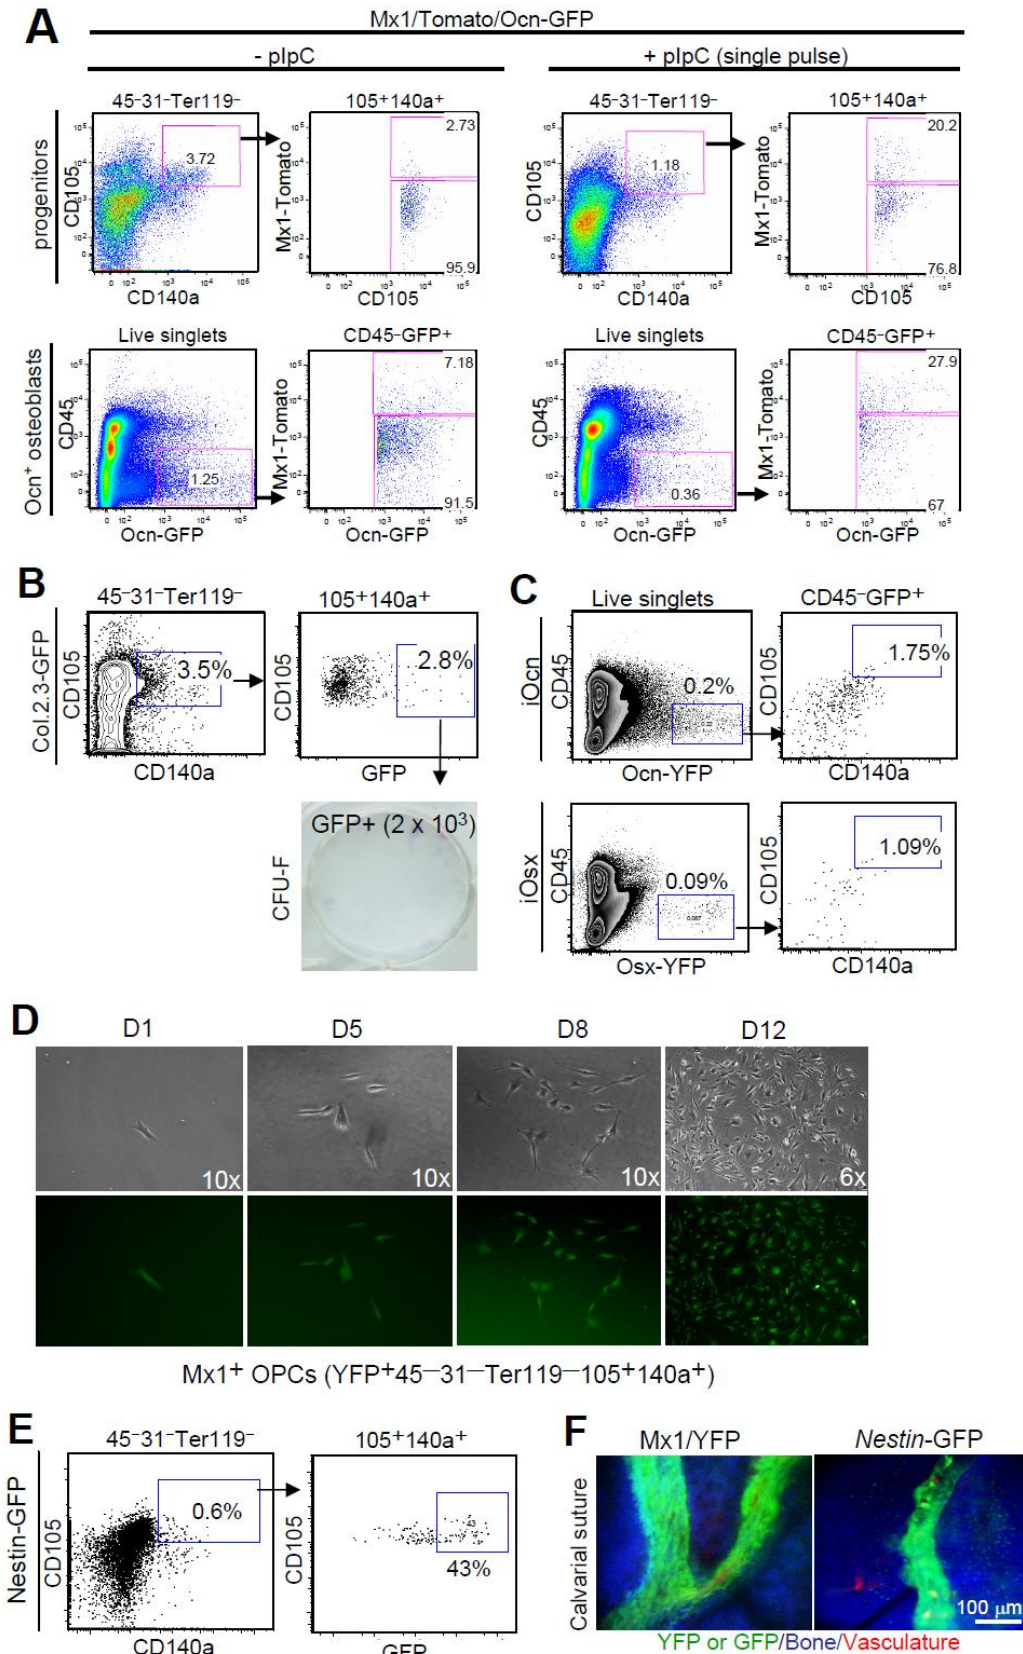 A
Mx1/Tomato/Ocn-GFP
- pIpC
+ pIpC (single pulse)
progenitors
45⁻31⁻Ter119⁻
105⁺140a⁺
45⁻31⁻Ter119⁻
105⁺140a⁺
CD105
3.72
CD140a
Mx1-Tomato
2.73
95.9
CD105
CD105
1.18
CD140a
Mx1-Tomato
20.2
76.8
CD105
Ocn⁺ osteoblasts
Live singlets
CD45⁻GFP⁺
Live singlets
CD45⁻GFP⁺
CD45
1.25
Ocn-GFP
Mx1-Tomato
7.18
91.5
Ocn-GFP
CD45
0.36
Ocn-GFP
Mx1-Tomato
27.9
67
Ocn-GFP
B
Col.2.3-GFP
45⁻31⁻Ter119⁻
105⁺140a⁺
CD105
3.5%
CD140a
CD105
2.8%
GFP
CFU-F
GFP+ (2 x 10³)
C
Live singlets
CD45⁻GFP⁺
iOcn
CD45
0.2%
Ocn-YFP
CD105
1.75%
CD140a
iOsx
CD45
0.09%
0.087
Osx-YFP
CD105
1.09%
CD140a
D
D1
D5
D8
D12
10x
10x
10x
6x
Mx1⁺ OPCs (YFP⁺45⁻31⁻Ter119⁻105⁺140a⁺)
E
Nestin-GFP
45⁻31⁻Ter119⁻
105⁺140a⁺
CD105
0.6%
CD140a
CD105
43
43%
GFP
F
Mx1/YFP
Nestin-GFP
Calvarial suture
100 μm
YFP or GFP/Bone/Vasculature